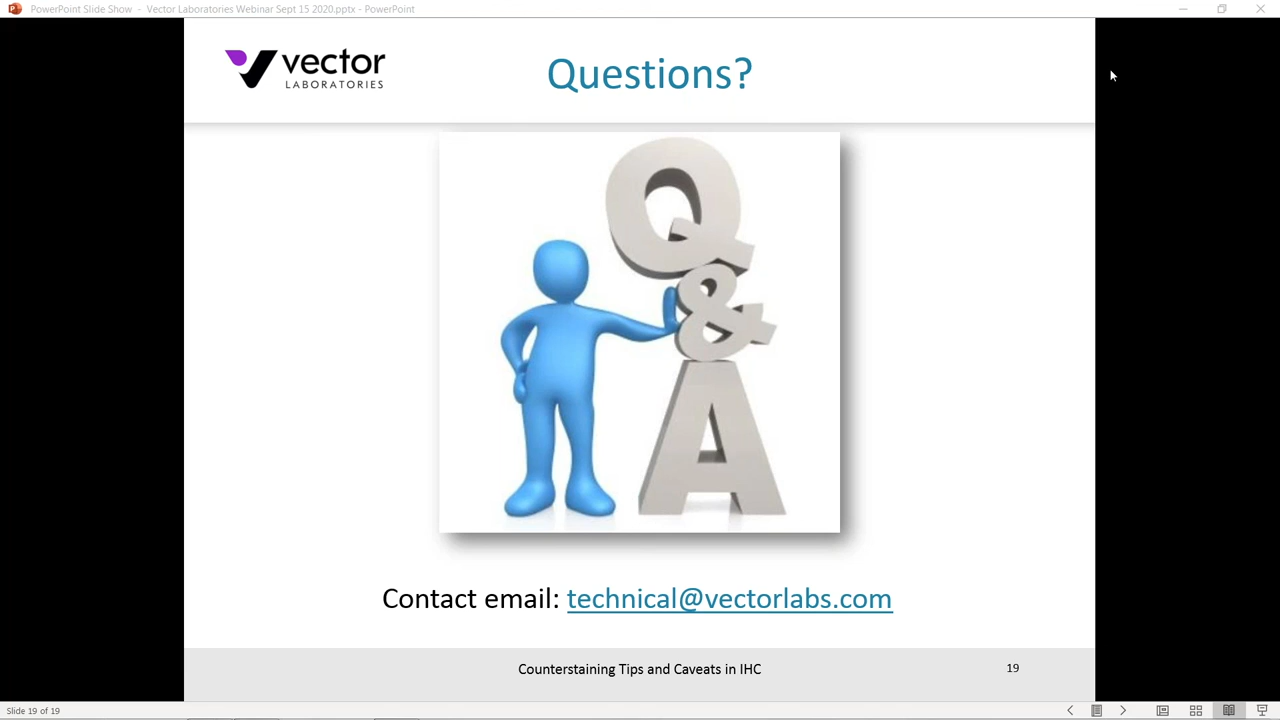 PowerPoint Slide Show - Vector Laboratories Webinar Sept 15 2020.pptx - PowerPoint
vector
LABORATORIES
Questions?
Q
&
A
Contact email: technical@vectorlabs.com
Counterstaining Tips and Caveats in IHC
19
Slide 19 of 19